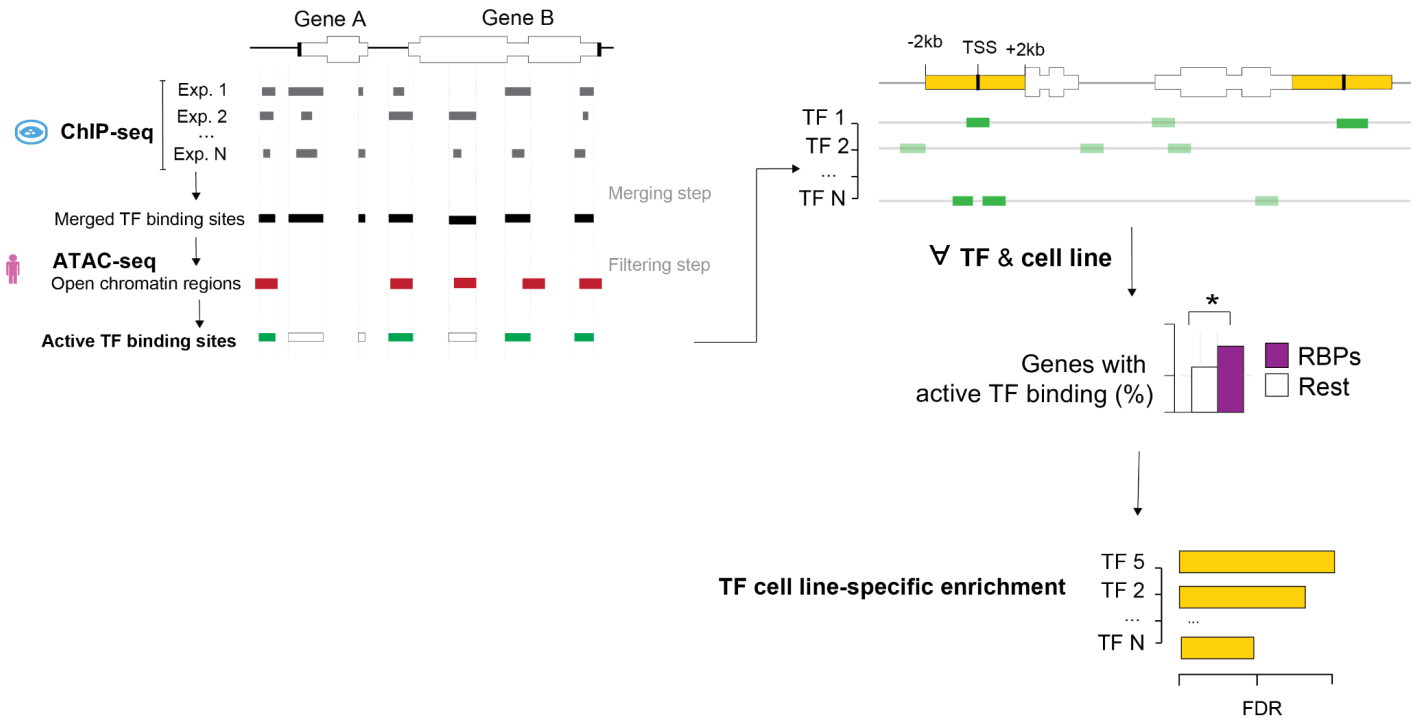 Gene A
Gene B
Exp. 1
Exp. 2
...
Exp. N
ChIP-seq
Merging step
Merged TF binding sites
ATAC-seq
Open chromatin regions
Filtering step
Active TF binding sites
-2kb
TSS
+2kb
TF 1
TF 2
...
TF N
∀ TF & cell line
*
Genes with
active TF binding (%)
RBPs
Rest
TF cell line-specific enrichment
TF 5
TF 2
... ...
TF N
FDR